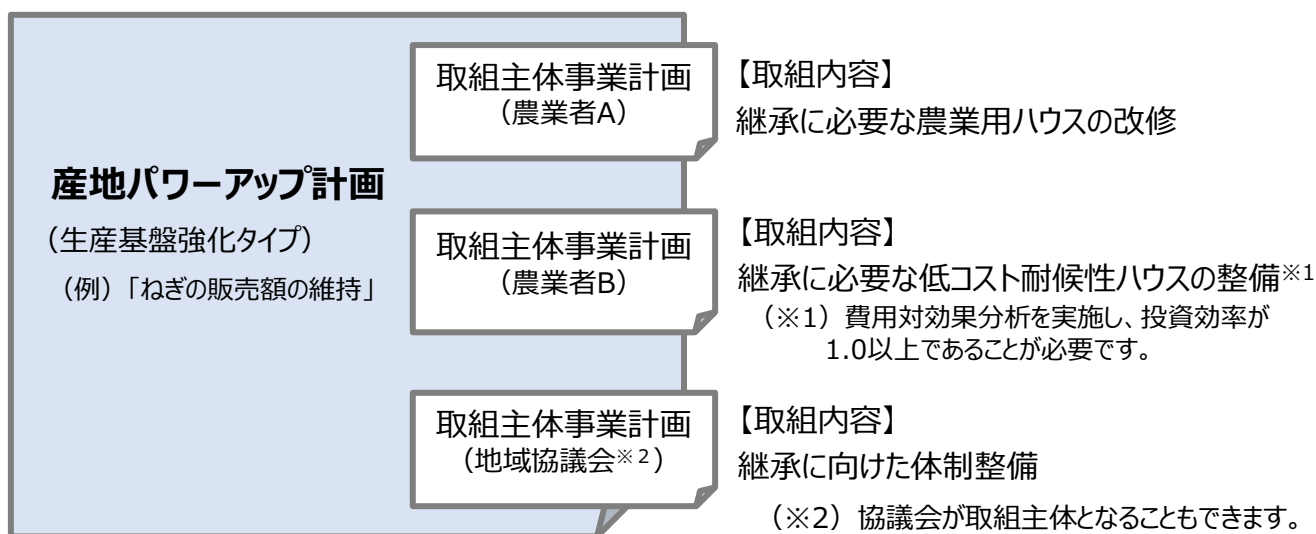 産地パワーアップ計画
（生産基盤強化タイプ）
（例）「ねぎの販売額の維持」
取組主体事業計画
（農業者A）
【取組内容】
継承に必要な農業用ハウスの改修
取組主体事業計画
（農業者B）
【取組内容】
継承に必要な低コスト耐候性ハウスの整備※1
（※1）費用対効果分析を実施し、投資効率が
1.0以上であることが必要です。
取組主体事業計画
（地域協議会※2）
【取組内容】
継承に向けた体制整備
（※2）協議会が取組主体となることもできます。